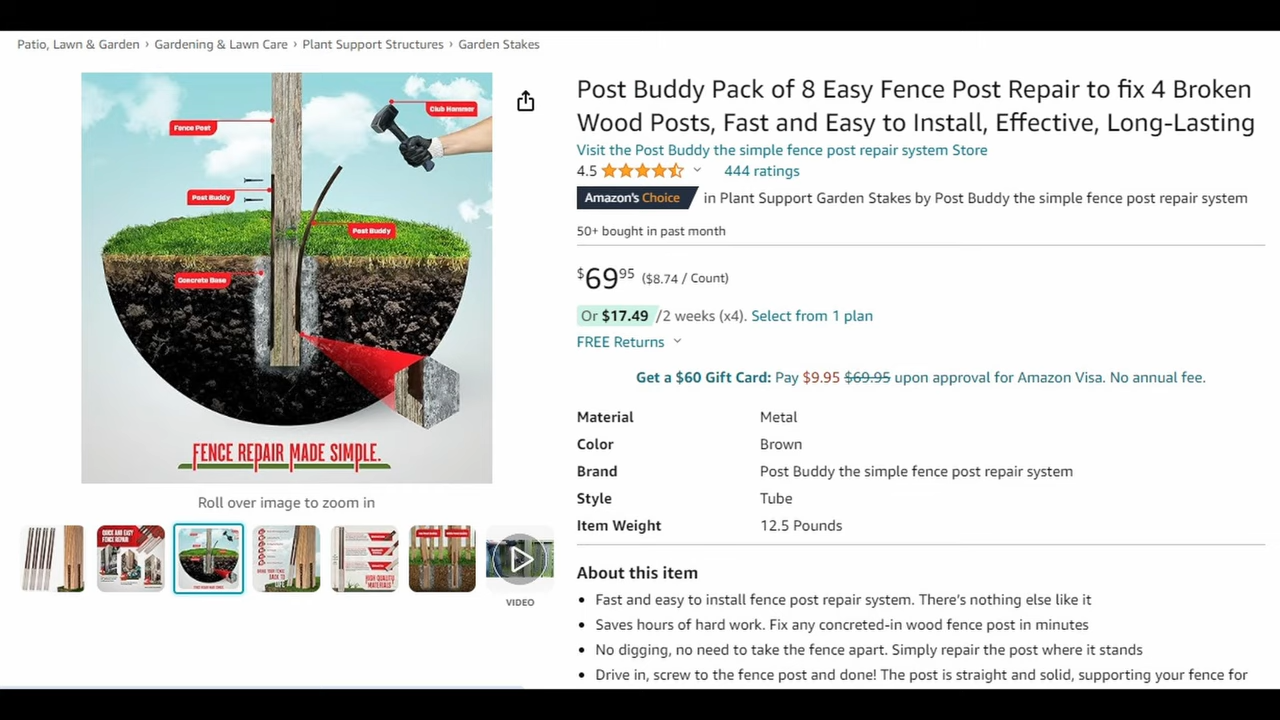 Patio, Lawn & Garden › Gardening & Lawn Care › Plant Support Structures › Garden Stakes
Club Hammer
Fence Post
Post Buddy
Post Buddy
Concrete Base
FENCE REPAIR MADE SIMPLE.
Roll over image to zoom in
QUICK AND EASY
FENCE REPAIR
HIGH QUALITY
MATERIALS
VIDEO
Post Buddy Pack of 8 Easy Fence Post Repair to fix 4 Broken
Wood Posts, Fast and Easy to Install, Effective, Long-Lasting
Visit the Post Buddy the simple fence post repair system Store
4.5 444 ratings
Amazon's Choice in Plant Support Garden Stakes by Post Buddy the simple fence post repair system
50+ bought in past month
$69.95 ($8.74 / Count)
Or $17.49 /2 weeks (x4). Select from 1 plan
FREE Returns
Get a $60 Gift Card: Pay $9.95 $69.95 upon approval for Amazon Visa. No annual fee.
Material Metal
Color Brown
Brand Post Buddy the simple fence post repair system
Style Tube
Item Weight 12.5 Pounds
About this item
• Fast and easy to install fence post repair system. There's nothing else like it
• Saves hours of hard work. Fix any concreted-in wood fence post in minutes
• No digging, no need to take the fence apart. Simply repair the post where it stands
• Drive in, screw to the fence post and done! The post is straight and solid, supporting your fence for